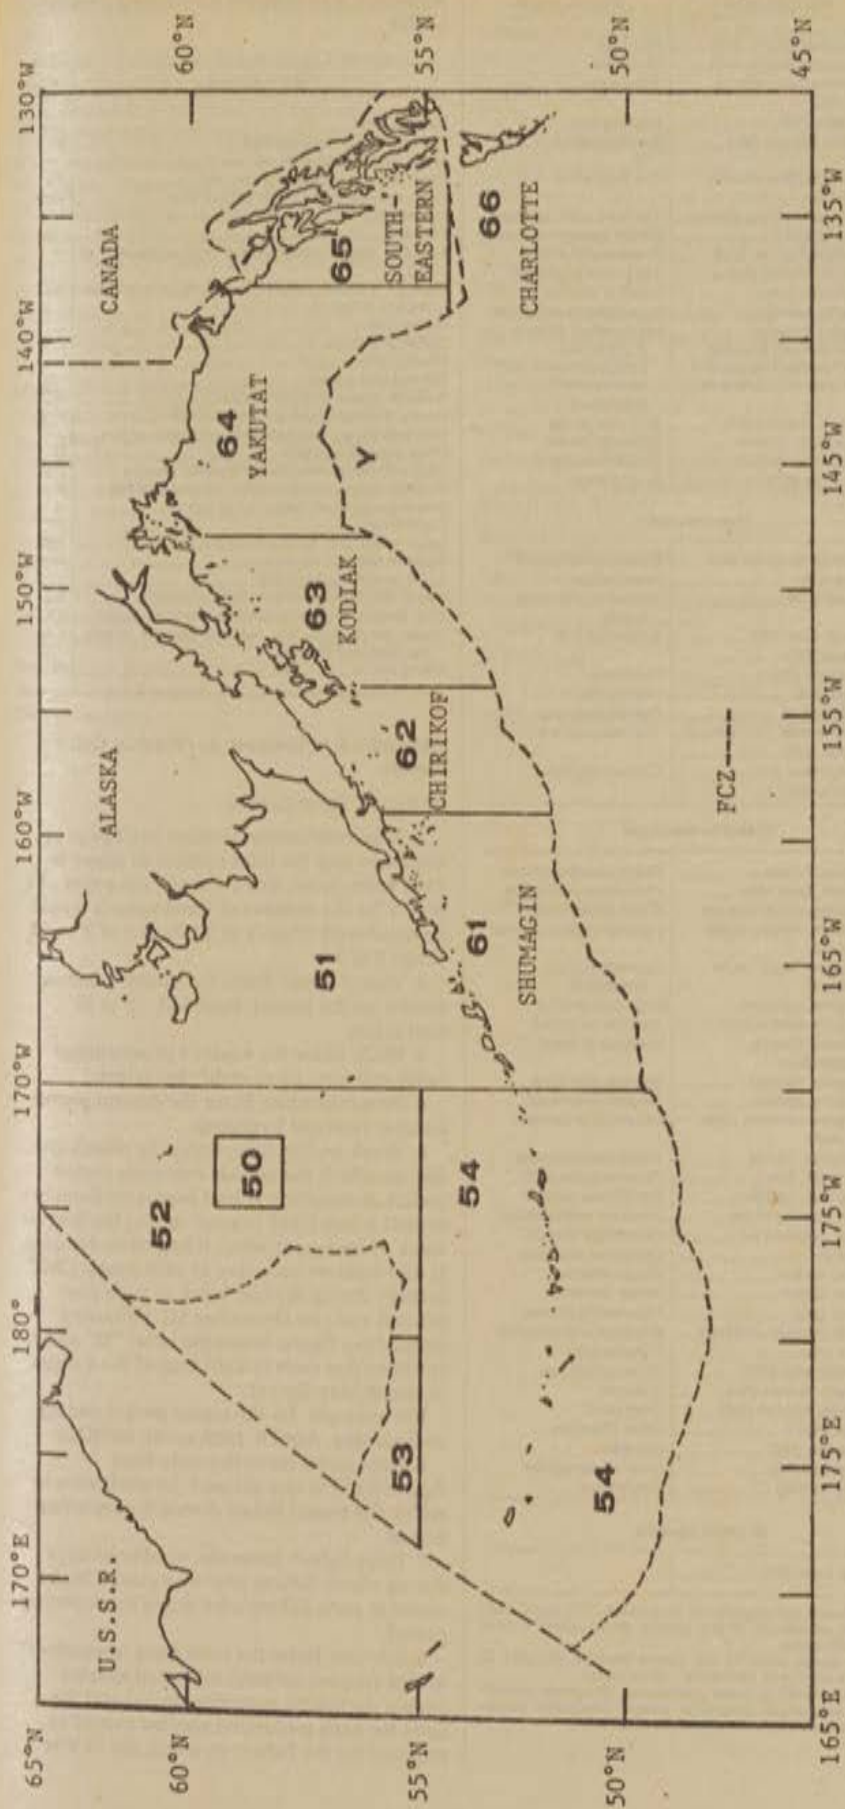 65°N
170°E
180°
170°W
160°W
150°W
140°W
130°W
U.S.S.R.
ALASKA
CANADA
60°N
60°N
52
50
51
64
YAKUTAT
65
SOUTH-
EASTERN
63
KODIAK
62
CHIRIKOF
Y
53
55°N
55°N
54
61
SHUMAGIN
66
CHARLOTTE
54
50°N
50°N
FCZ----
165°E
175°E
175°W
165°W
155°W
145°W
135°W
45°N